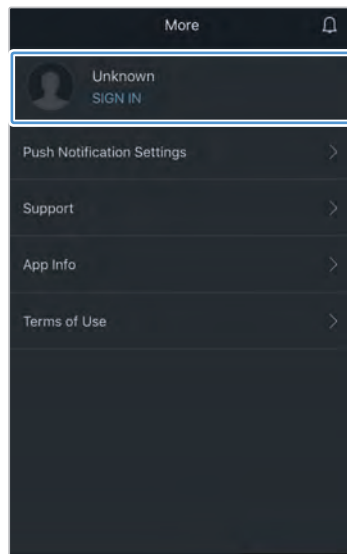 More
Unknown
SIGN IN
Push Notification Settings
Support
App Info
Terms of Use